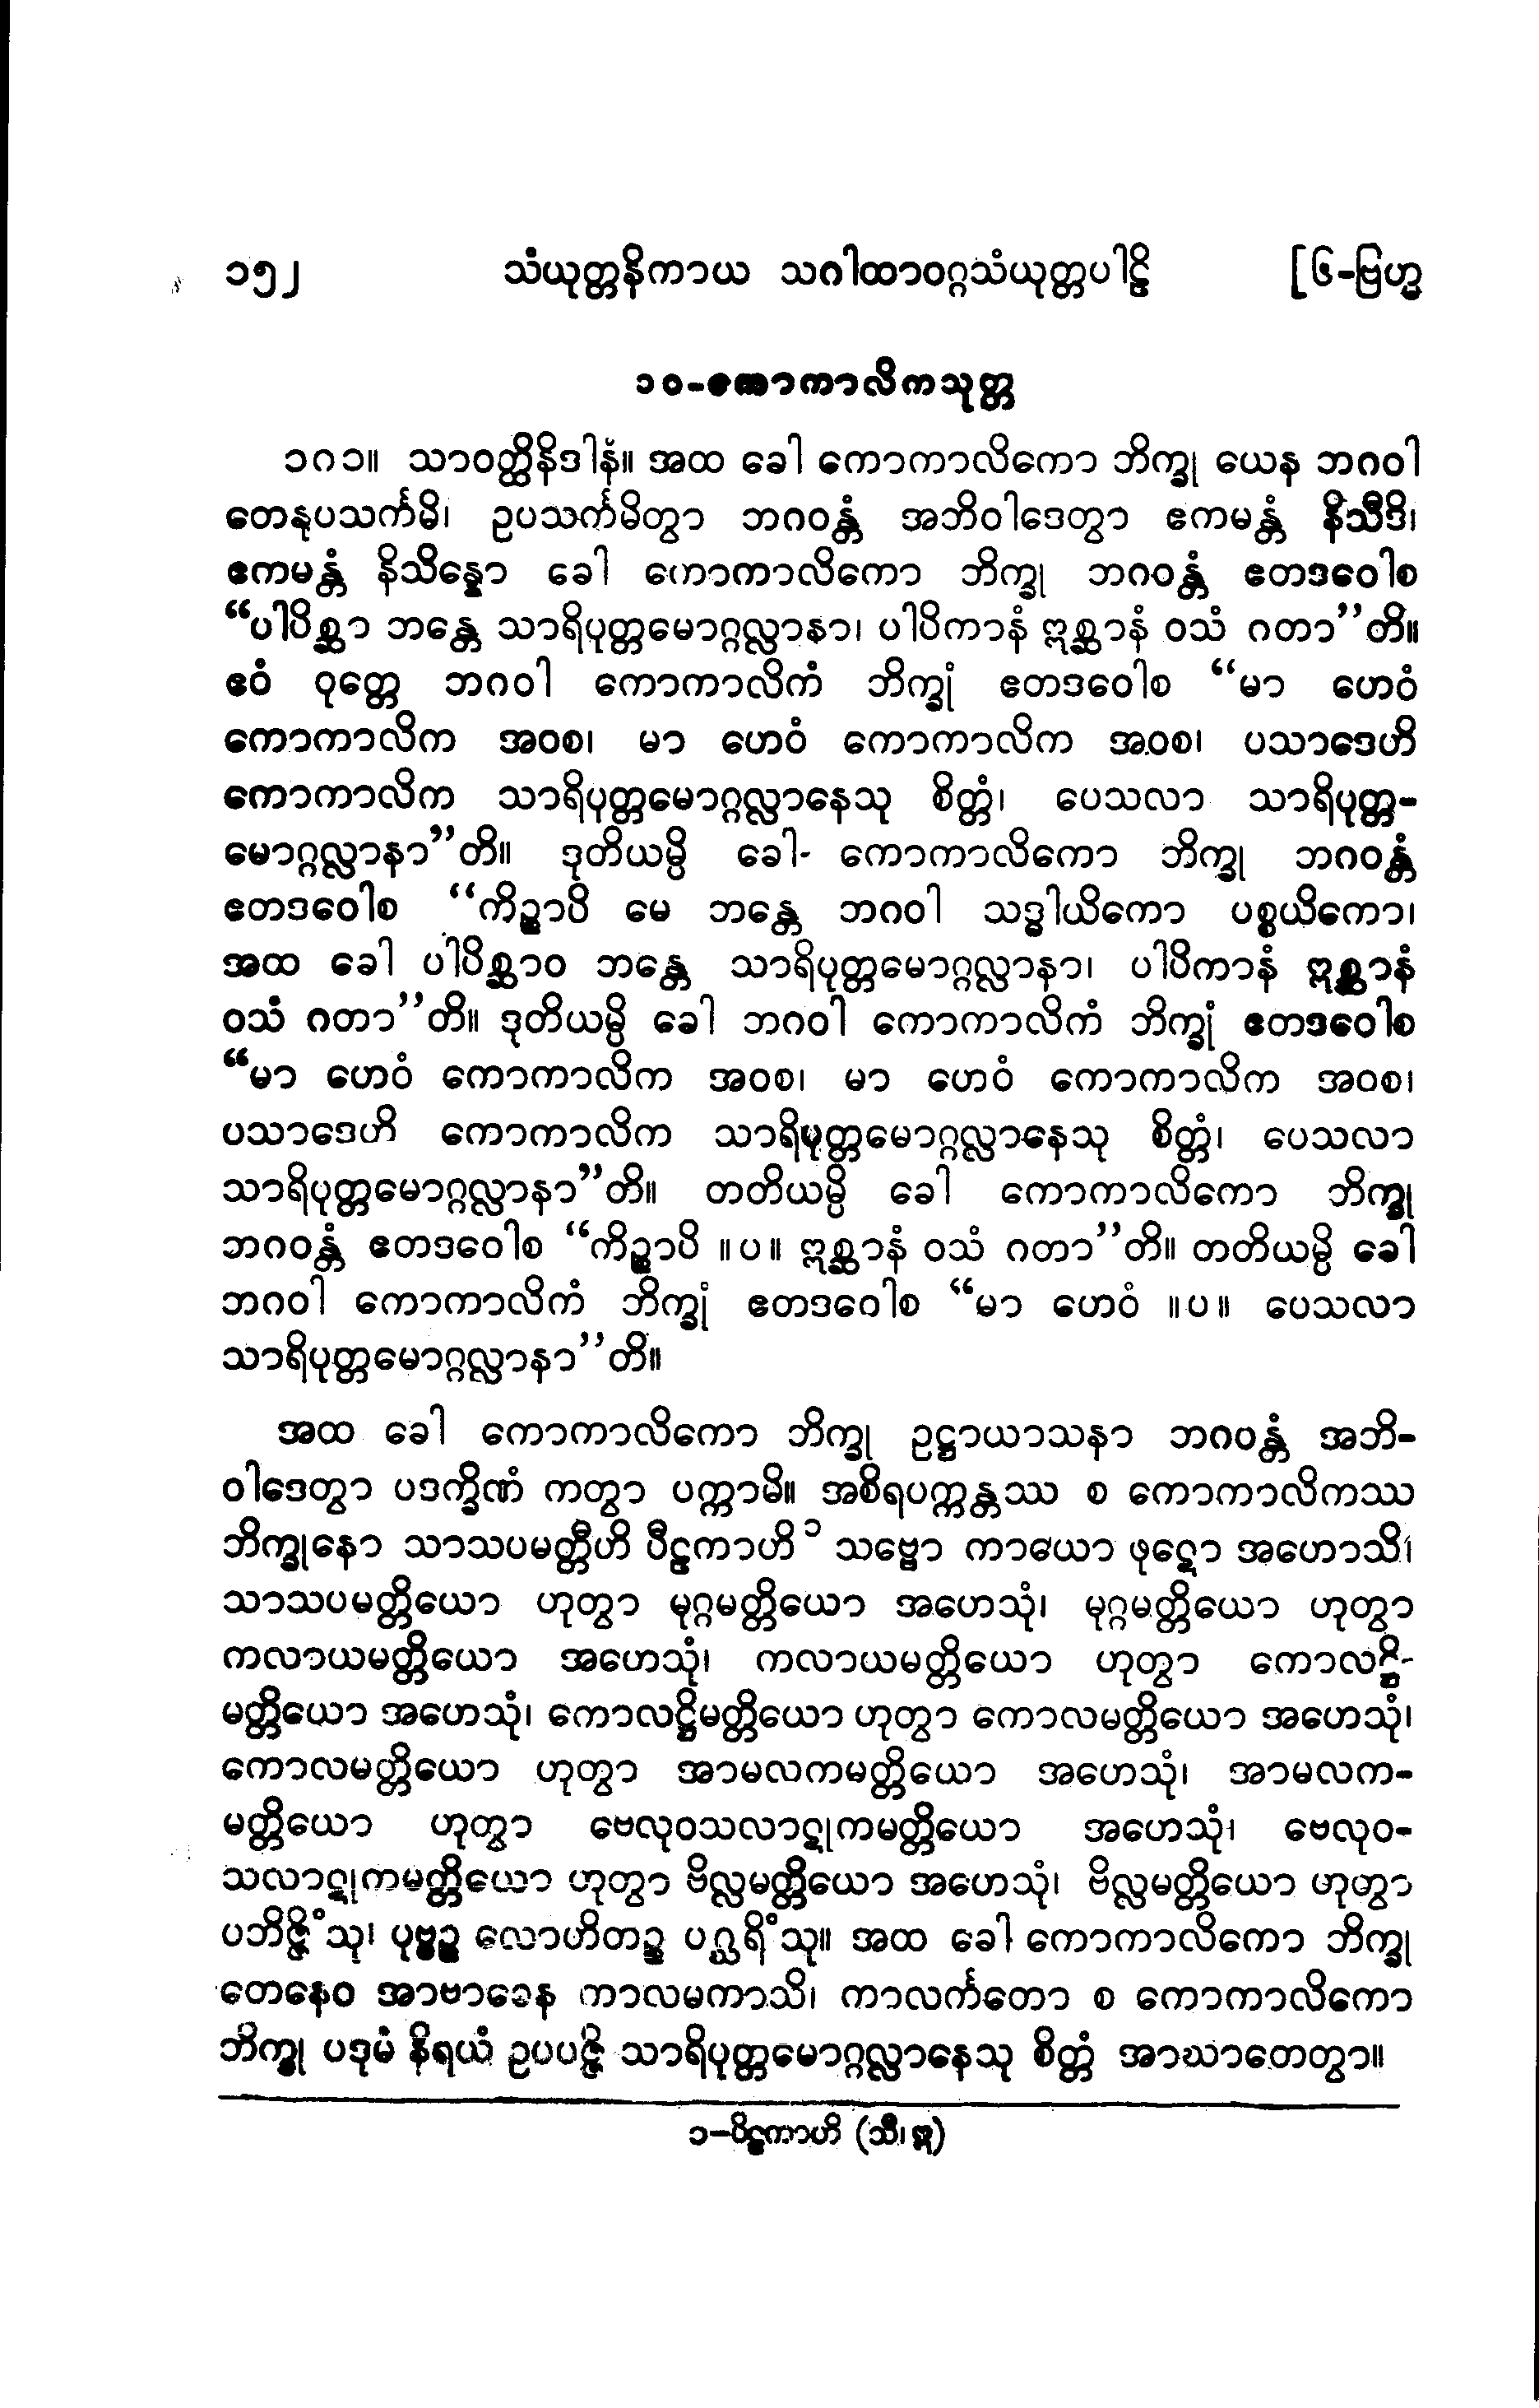 ၁၅၂ သံယုတ္တနိကာယ သဂါထာဝဂ္ဂသံယုတ္တပါဠိ [၆-ဗြဟ္မ
၁၀-ကောကာလိကသုတ္တ
၁၈၁။ သာဝတ္ထိနိဒါနံ။ အထ ခေါ ကောကာလိကော ဘိက္ခု ယေန ဘဂဝါ
တေနုပသင်္ကမိ၊ ဥပသင်္ကမိတွာ ဘဂဝန္တံ အဘိဝါဒေတွာ ဧကမန္တံ နိသီဒိ၊
ဧကမန္တံ နိသိန္နော ခေါ ကောကာလိကော ဘိက္ခု ဘဂဝန္တံ ဧတဒဝေါစ
“ပါပိစ္ဆာ ဘန္တေ သာရိပုတ္တမောဂ္ဂလ္လာနာ၊ ပါပိကာနံ ဣစ္ဆာနံ ဝသံ ဂတာ”တိ။
ဧဝံ ဝုတ္တေ ဘဂဝါ ကောကာလိကံ ဘိက္ခုံ ဧတဒဝေါစ “မာ ဟေဝံ
ကောကာလိက အဝစ၊ မာ ဟေဝံ ကောကာလိက အဝစ၊ ပသာဒေဟိ
ကောကာလိက သာရိပုတ္တမောဂ္ဂလ္လာနေသု စိတ္တံ၊ ပေသလာ သာရိပုတ္တ-
မောဂ္ဂလ္လာနာ”တိ။ ဒုတိယမ္ပိ ခေါ ကောကာလိကော ဘိက္ခု ဘဂဝန္တံ
ဧတဒဝေါစ “ကိဉ္စာပိ မေ ဘန္တေ ဘဂဝါ သဒ္ဓါယိကော ပစ္စယိကော၊
အထ ခေါ ပါပိစ္ဆာဝ ဘန္တေ သာရိပုတ္တမောဂ္ဂလ္လာနာ၊ ပါပိကာနံ ဣစ္ဆာနံ
ဝသံ ဂတာ”တိ။ ဒုတိယမ္ပိ ခေါ ဘဂဝါ ကောကာလိကံ ဘိက္ခုံ ဧတဒဝေါစ
“မာ ဟေဝံ ကောကာလိက အဝစ၊ မာ ဟေဝံ ကောကာလိက အဝစ၊
ပသာဒေဟိ ကောကာလိက သာရိပုတ္တမောဂ္ဂလ္လာနေသု စိတ္တံ၊ ပေသလာ
သာရိပုတ္တမောဂ္ဂလ္လာနာ”တိ။ တတိယမ္ပိ ခေါ ကောကာလိကော ဘိက္ခု
ဘဂဝန္တံ ဧတဒဝေါစ “ကိဉ္စာပိ ။ပ။ ဣစ္ဆာနံ ဝသံ ဂတာ”တိ။ တတိယမ္ပိ ခေါ
ဘဂဝါ ကောကာလိကံ ဘိက္ခုံ ဧတဒဝေါစ “မာ ဟေဝံ ။ပ။ ပေသလာ
သာရိပုတ္တမောဂ္ဂလ္လာနာ”တိ။
အထ ခေါ ကောကာလိကော ဘိက္ခု ဥဋ္ဌာယာသနာ ဘဂဝန္တံ အဘိ-
ဝါဒေတွာ ပဒက္ခိဏံ ကတွာ ပက္ကာမိ။ အစိရပက္ကန္တဿ စ ကောကာလိကဿ
ဘိက္ခုနော သာသပမတ္တီဟိ ပီဠကာဟိ ၁ သဗ္ဗော ကာယော ဖုဋော အဟောသိ၊
သာသပမတ္တိယော ဟုတွာ မုဂ္ဂမတ္တိယော အဟေသုံ၊ မုဂ္ဂမတ္တိယော ဟုတွာ
ကလာယမတ္တိယော အဟေသုံ၊ ကလာယမတ္တိယော ဟုတွာ ကောလဋ္ဌိ-
မတ္တိယော အဟေသုံ၊ ကောလဋ္ဌိမတ္တိယော ဟုတွာ ကောလမတ္တိယော အဟေသုံ၊
ကောလမတ္တိယော ဟုတွာ အာမလကမတ္တိယော အဟေသုံ၊ အာမလက-
မတ္တိယော ဟုတွာ ဗေလုဝသလာဋုကမတ္တိယော အဟေသုံ၊ ဗေလုဝ-
သလာဋုကမတ္တိယော ဟုတွာ ဗိလ္လမတ္တိယော အဟေသုံ၊ ဗိလ္လမတ္တိယော ဟုတွာ
ပဘိဇ္ဇိံသု၊ ပုဗ္ဗဉ္စ လောဟိတဉ္စ ပဂ္ဃရိံသု။ အထ ခေါ ကောကာလိကော ဘိက္ခု
တေနေဝ အာဗာဓေန ကာလမကာသိ၊ ကာလင်္ကတော စ ကောကာလိကော
ဘိက္ခု ပဒုမံ နိရယံ ဥပပဇ္ဇိ သာရိပုတ္တမောဂ္ဂလ္လာနေသု စိတ္တံ အာဃာတေတွာ။
၁-ပိဠကာဟိ (သီ၊ ဣ)